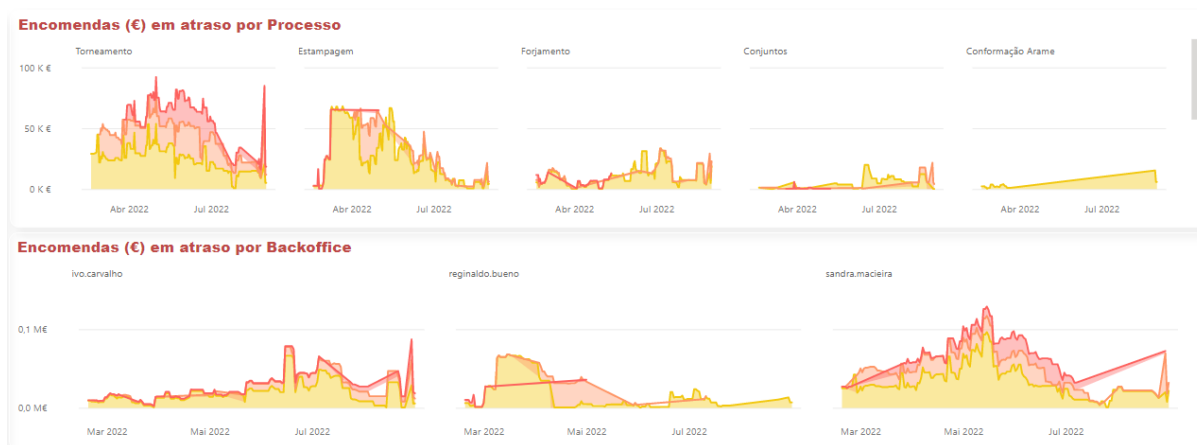 Encomendas (€) em atraso por Processo
Torneamento Estampagem Forjamento Conjuntos Conformação Arame
100 K €
50 K €
0 K €
Abr 2022 Jul 2022 Abr 2022 Jul 2022 Abr 2022 Jul 2022 Abr 2022 Jul 2022 Abr 2022 Jul 2022
Encomendas (€) em atraso por Backoffice
ivo.carvalho reginaldo.bueno sandra.macieira
0,1 M€
0,0 M€
Mar 2022 Mai 2022 Jul 2022 Mar 2022 Mai 2022 Jul 2022 Mar 2022 Mai 2022 Jul 2022